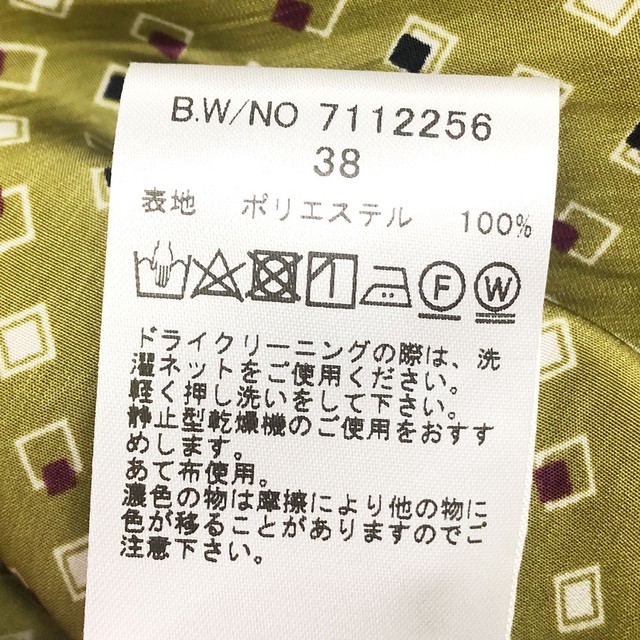 B.W/NO 7112256
38
表地 ポリエステル 100%
F W
ドライクリーニングの際は、洗
濯ネットをご使用ください。
軽く押し洗いをして下さい。
静止型乾燥機のご使用をおすす
めします。
あて布使用。
濃色の物は摩擦により他の物に
色が移ることがありますのでご
注意下さい。